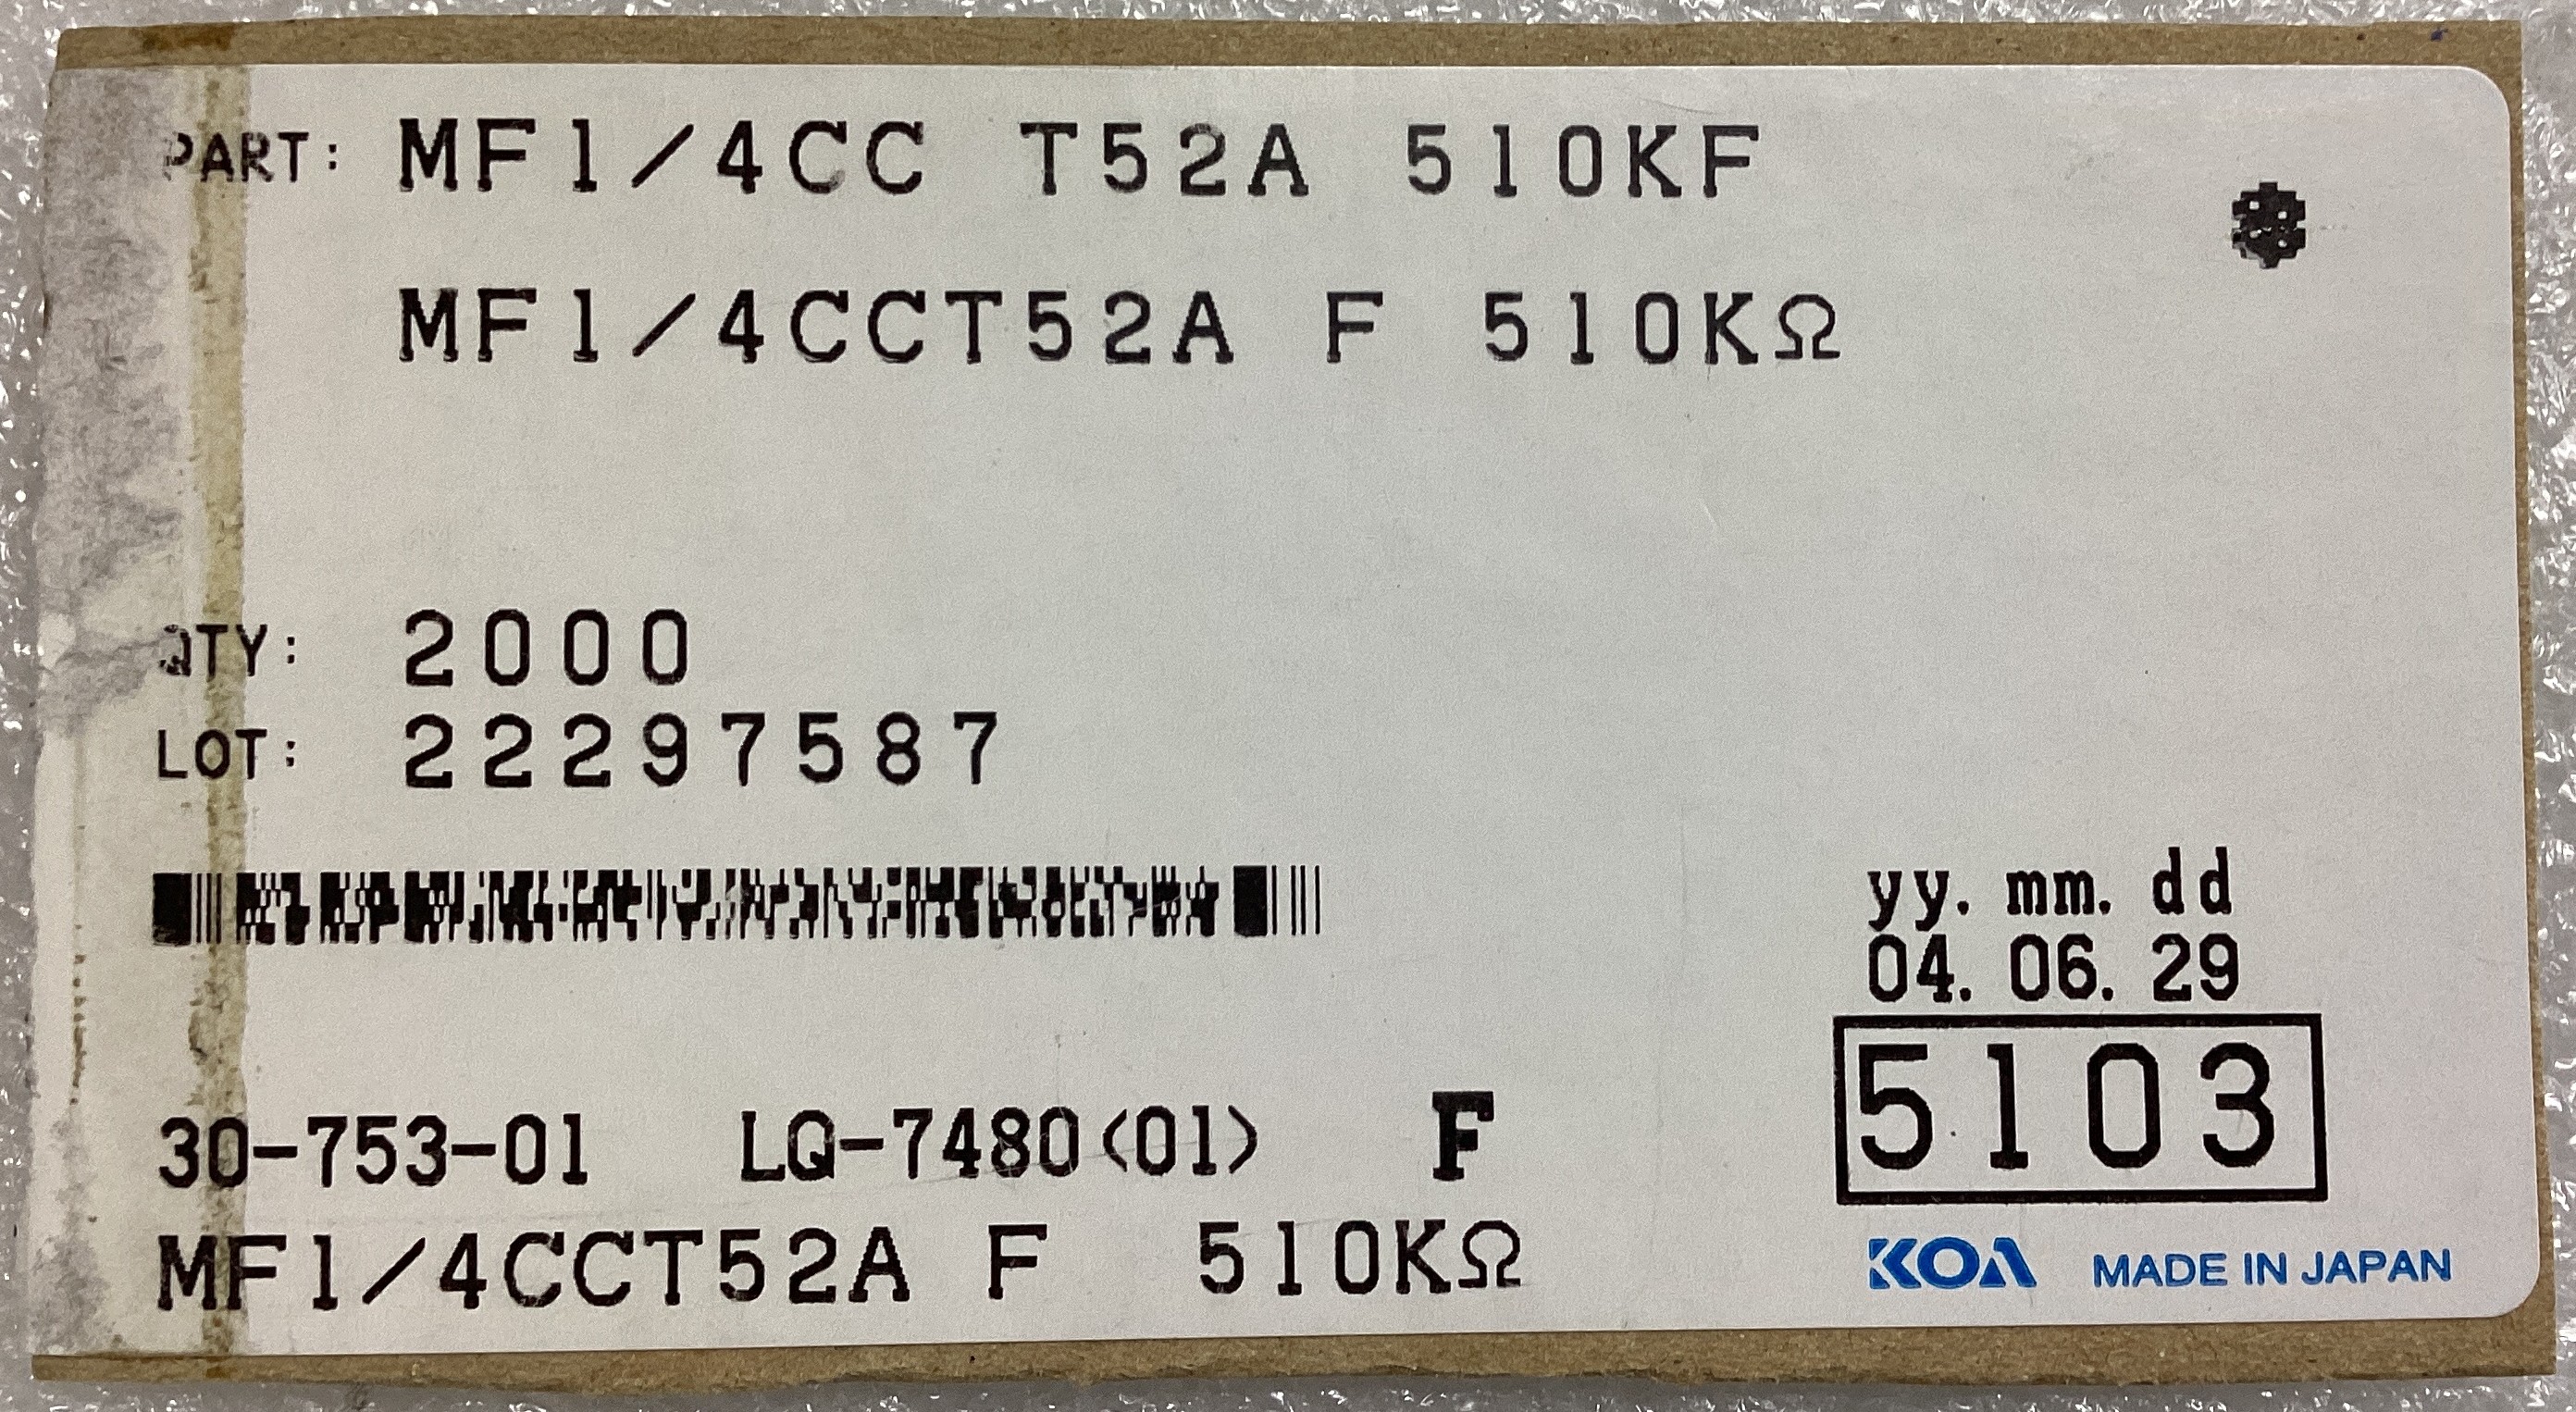 PART: MF1/4CC T52A 510KF
MF1/4CCT52A F 510KΩ
QTY: 2000
LOT: 22297587
yy. mm. dd
04. 06. 29
5103
30-753-01 LQ-7480<01> F
MF1/4CCT52A F 510KΩ
KOA MADE IN JAPAN